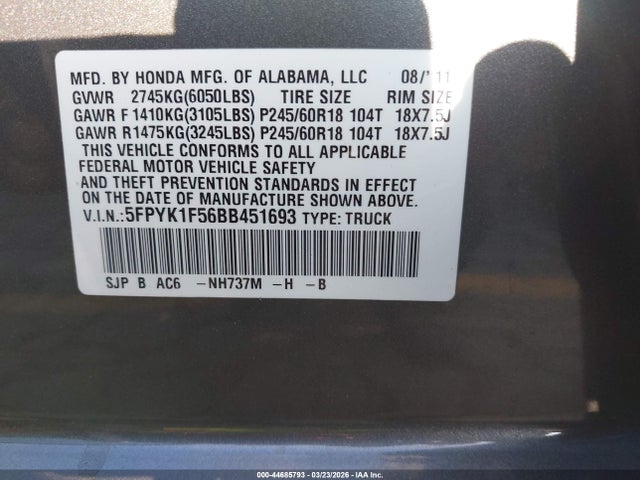 MFD. BY HONDA MFG. OF ALABAMA, LLC 08/'11
GVWR 2745KG(6050LBS) TIRE SIZE RIM SIZE
GAWR F 1410KG(3105LBS) P245/60R18 104T 18X7.5J
GAWR R1475KG(3245LBS) P245/60R18 104T 18X7.5J
THIS VEHICLE CONFORMS TO ALL APPLICABLE
FEDERAL MOTOR VEHICLE SAFETY
AND THEFT PREVENTION STANDARDS IN EFFECT
ON THE DATE OF MANUFACTURE SHOWN ABOVE.
V.I.N.:5FPYK1F56BB451693 TYPE: TRUCK
SJP B AC6 -NH737M -H -B
000-44685793 - 03/23/2026 - IAA Inc.